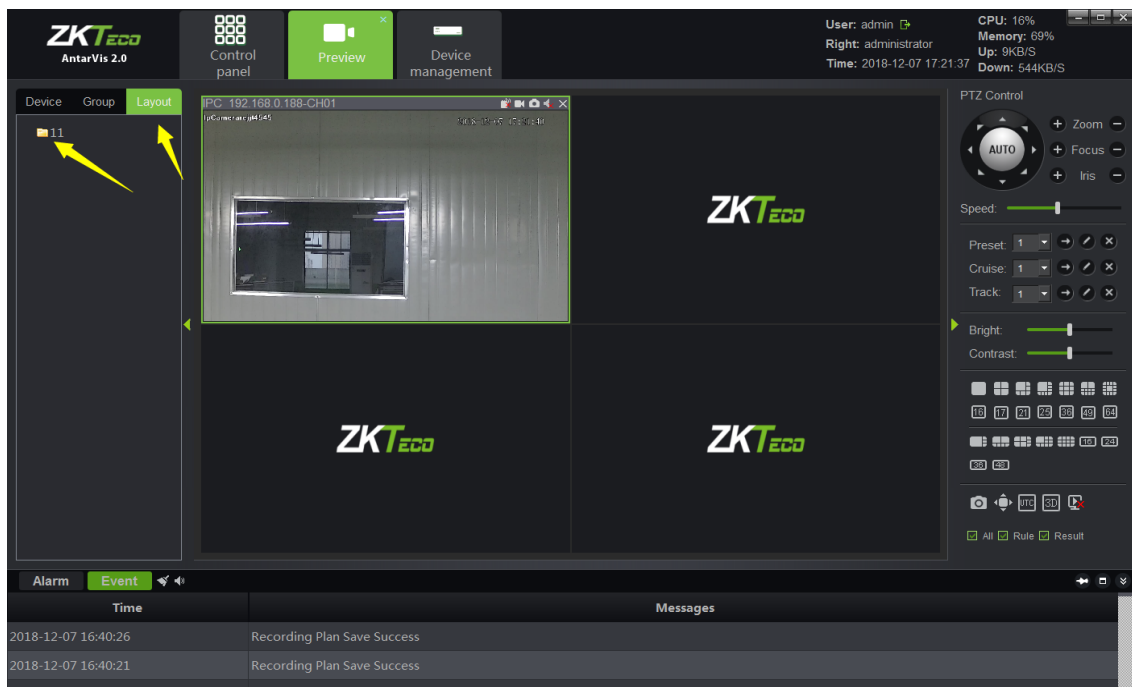 ZKTeco
AntarVis 2.0
Control
panel
Preview
Device
management
User: admin
Right: administrator
Time: 2018-12-07 17:21:37
CPU: 16%
Memory: 69%
Up: 9KB/S
Down: 544KB/S
Device Group Layout
11
IPC 192.168.0.188-CH01
ZKTeco
ZKTeco
ZKTeco
PTZ Control
AUTO
Zoom
Focus
Iris
Speed:
Preset: 1
Cruise: 1
Track: 1
Bright:
Contrast:
16 17 21 25 36 49 64
16 24
36 48
UTC 3D
All Rule Result
Alarm Event
Time Messages
2018-12-07 16:40:26 Recording Plan Save Success
2018-12-07 16:40:21 Recording Plan Save Success